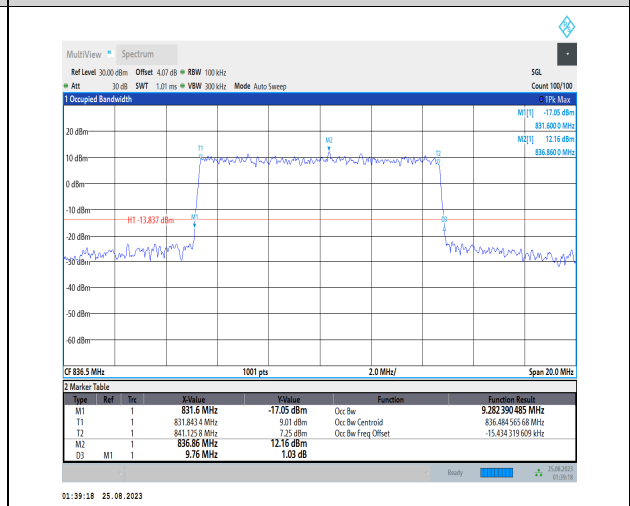 MultiView Spectrum
Ref Level 30.00 dBm Offset 4.07 dB RBW 100 kHz SGL
Att 30 dB SWT 1.01 ms VBW 300 kHz Mode Auto Sweep Count 100/100
1 Occupied Bandwidth 1Pk Max
M1[1] -17.05 dBm
831.600 0 MHz
M2[1] 12.16 dBm
836.860 0 MHz
20 dBm
M2
T1
T2
10 dBm
0 dBm
-10 dBm
H1 -13.837 dBm
M1
D3
-20 dBm
-30 dBm
-40 dBm
-50 dBm
-60 dBm
CF 836.5 MHz 1001 pts 2.0 MHz/ Span 20.0 MHz
2 Marker Table
Type Ref Trc X-Value Y-Value Function Function Result
M1 1 831.6 MHz -17.05 dBm Occ Bw 9.282 390 485 MHz
T1 1 831.843 4 MHz 9.01 dBm Occ Bw Centroid 836.484 565 68 MHz
T2 1 841.125 8 MHz 7.25 dBm Occ Bw Freq Offset -15.434 319 609 kHz
M2 1 836.86 MHz 12.16 dBm
D3 M1 1 9.76 MHz 1.03 dB
Ready 25.08.2023
01:39:18
01:39:18 25.08.2023